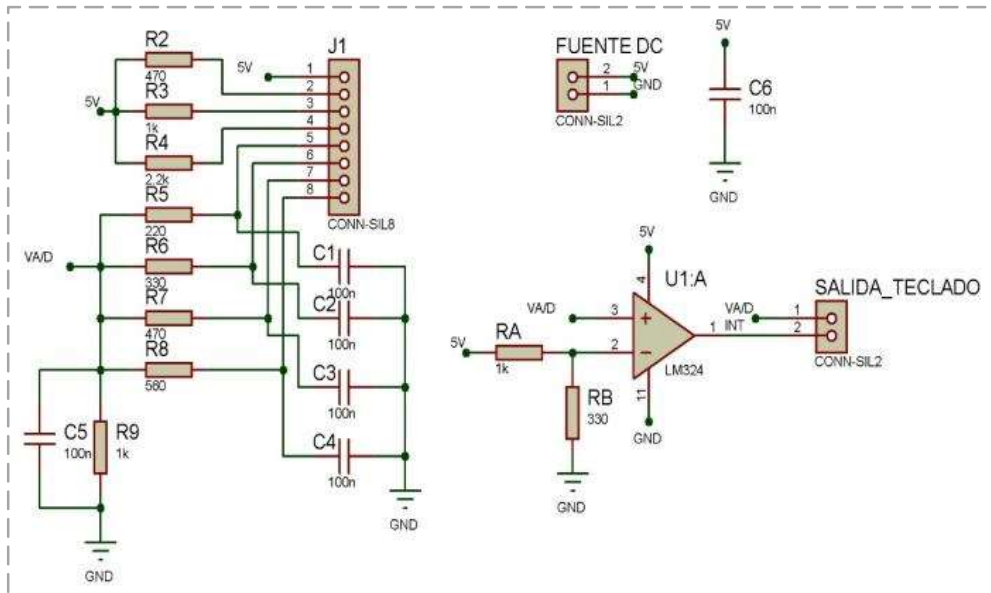 R2
470
R3
1k
R4
2.2k
R5
220
R6
330
R7
470
R8
560
5V
VA/D
C5
100n
R9
1k
GND
5V
J1
1
2
3
4
5
6
7
8
CONN-SIL8
C1
100n
C2
100n
C3
100n
C4
100n
GND
FUENTE DC
2
1
5V
GND
CONN-SIL2
5V
C6
100n
GND
5V
4
U1:A
VA/D
3
2
1
11
LM324
GND
5V
RA
1k
RB
330
GND
SALIDA_TECLADO
VA/D
INT
1
2
CONN-SIL2